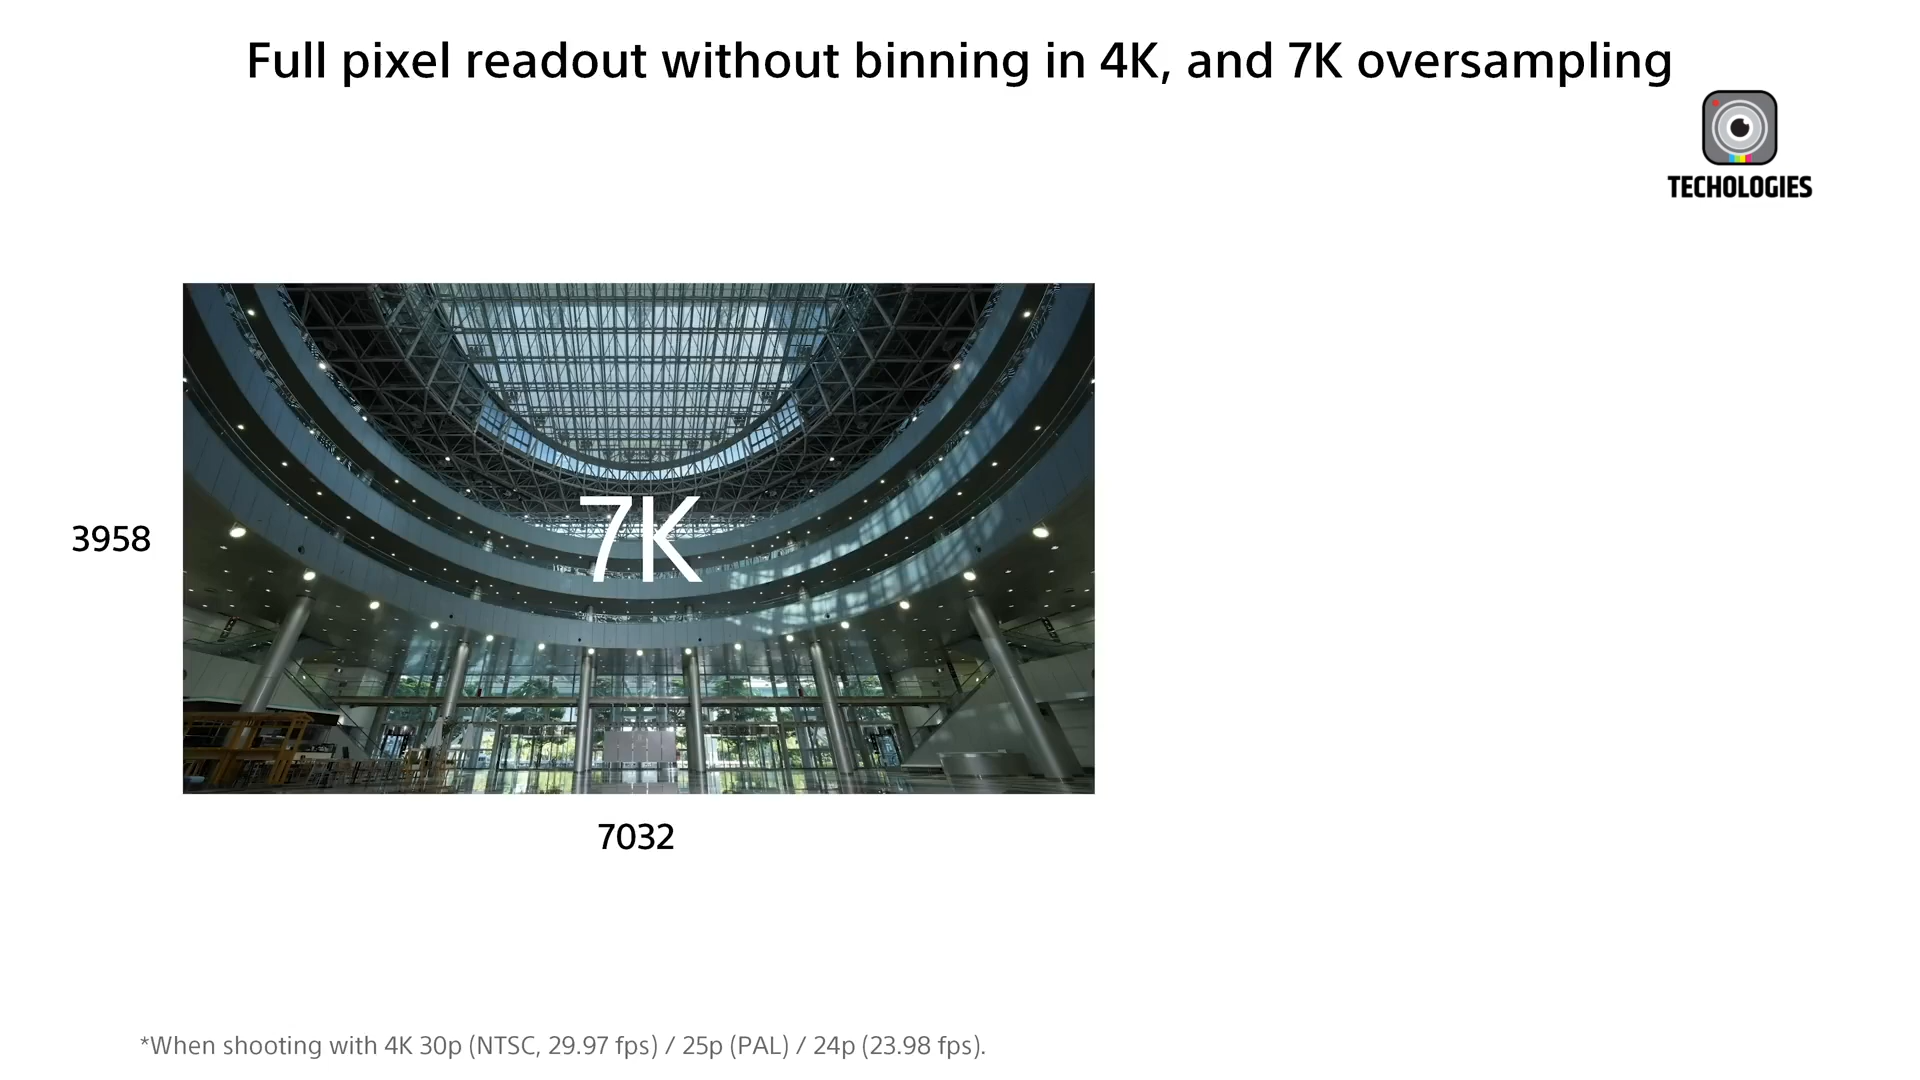 Full pixel readout without binning in 4K, and 7K oversampling
TECHOLOGIES
7K
3958
7032
*When shooting with 4K 30p (NTSC, 29.97 fps) / 25p (PAL) / 24p (23.98 fps).